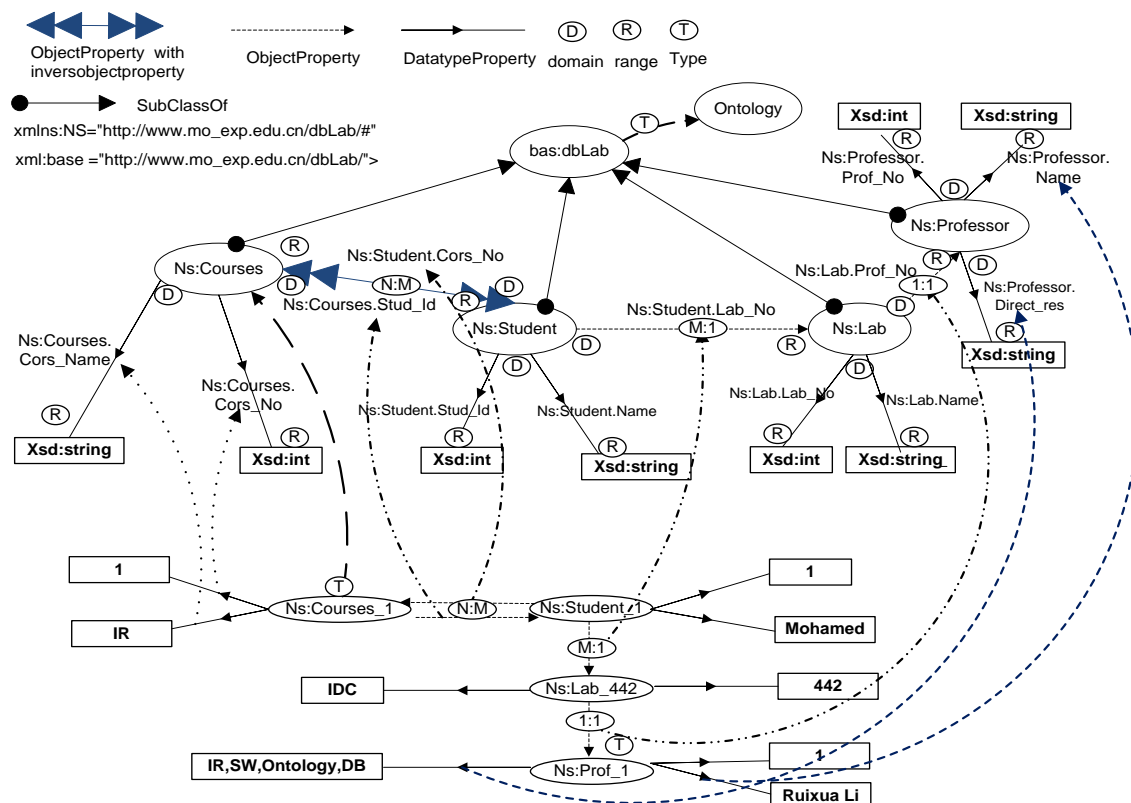 D
R
T
ObjectProperty with
inversobjectproperty
ObjectProperty
DatatypeProperty
domain
range
Type
SubClassOf
xmlns:NS="http://www.mo_exp.edu.cn/dbLab/#"
xml:base ="http://www.mo_exp.edu.cn/dbLab/">
Ontology
T
bas:dbLab
Xsd:int
Xsd:string
R
R
Ns:Professor.
Prof_No
Ns:Professor.
Name
D
Ns:Professor
R
D
Ns:Courses
R
D
D
Ns:Student.Cors_No
N:M
Ns:Courses.Stud_Id
R
D
Ns:Student
D
D
Ns:Student.Lab_No
M:1
R
Ns:Lab.Prof_No
1:1
D
Ns:Lab
D
Ns:Professor.
Direct_res
R
Xsd:string
Ns:Courses.
Cors_Name
Ns:Courses.
Cors_No
Ns:Student.Stud_Id
Ns:Student.Name
Ns:Lab.Lab_No
Ns:Lab.Name
R
R
R
R
R
R
Xsd:string
Xsd:int
Xsd:int
Xsd:string
Xsd:int
Xsd:string_
1
IR
T
Ns:Courses_1
N:M
Ns:Student_1
1
Mohamed
M:1
IDC
Ns:Lab_442
442
1:1
T
IR,SW,Ontology,DB
Ns:Prof_1
1
Ruixua Li